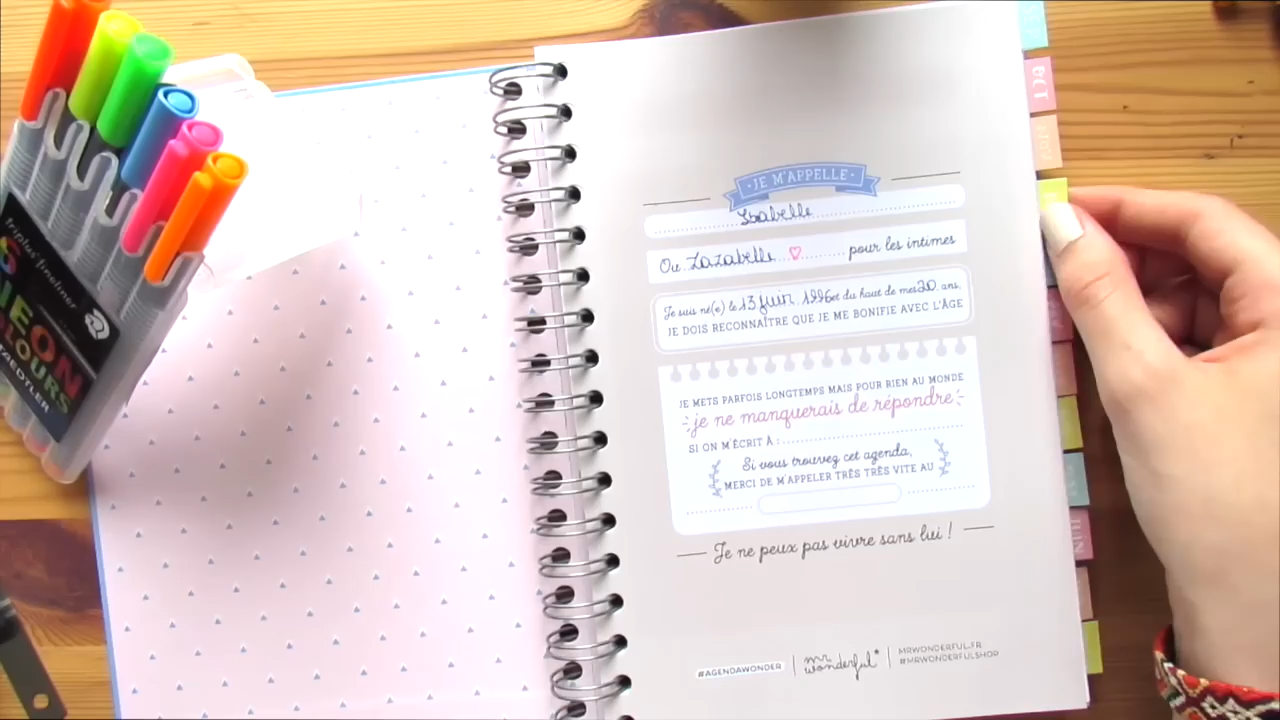 triplus® fineliner
NEON
COLOURS
STAEDTLER
JE M'APPELLE
Isabelle
Ou Zazabelle pour les intimes
Je suis né(e) le 13 juin 1996 et du haut de mes 20 ans,
JE DOIS RECONNAÎTRE QUE JE ME BONIFIE AVEC L'ÂGE
JE METS PARFOIS LONGTEMPS MAIS POUR RIEN AU MONDE
je ne manquerais de répondre
SI ON M'ÉCRIT À :
Si vous trouvez cet agenda,
MERCI DE M'APPELER TRÈS TRÈS VITE AU
Je ne peux pas vivre sans lui !
#AGENDAWONDER
mr wonderful*
MRWONDERFUL.FR
#MRWONDERFULSHOP
OCT
NOV
JUIN